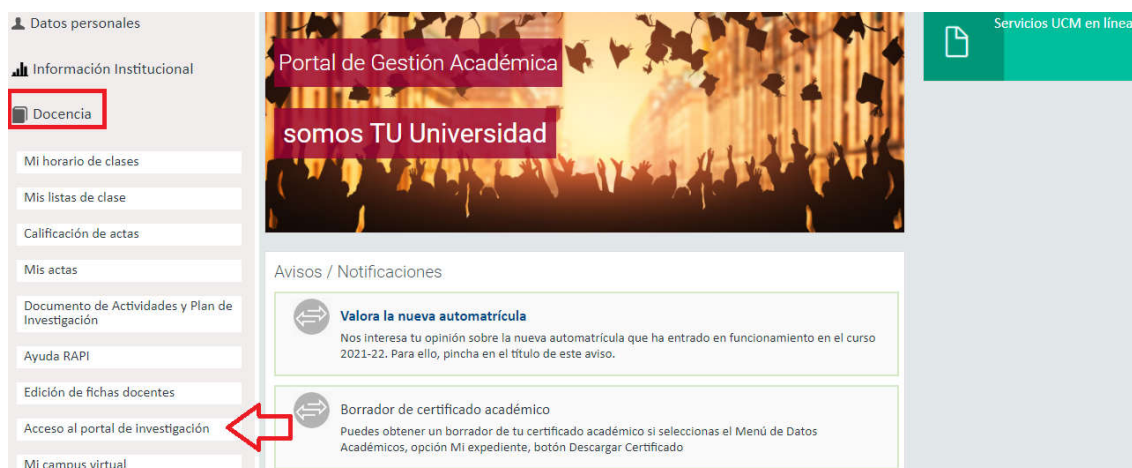 Datos personales
Información Institucional
Docencia
Mi horario de clases
Mis listas de clase
Calificación de actas
Mis actas
Documento de Actividades y Plan de
Investigación
Ayuda RAPI
Edición de fichas docentes
Acceso al portal de investigación
Mi campus virtual
Portal de Gestión Académica
somos TU Universidad
Avisos / Notificaciones
Valora la nueva automatrícula
Nos interesa tu opinión sobre la nueva automatrícula que ha entrado en funcionamiento en el curso
2021-22. Para ello, pincha en el título de este aviso.
Borrador de certificado académico
Puedes obtener un borrador de tu certificado académico si seleccionas el Menú de Datos
Académicos, opción Mi expediente, botón Descargar Certificado
Servicios UCM en línea